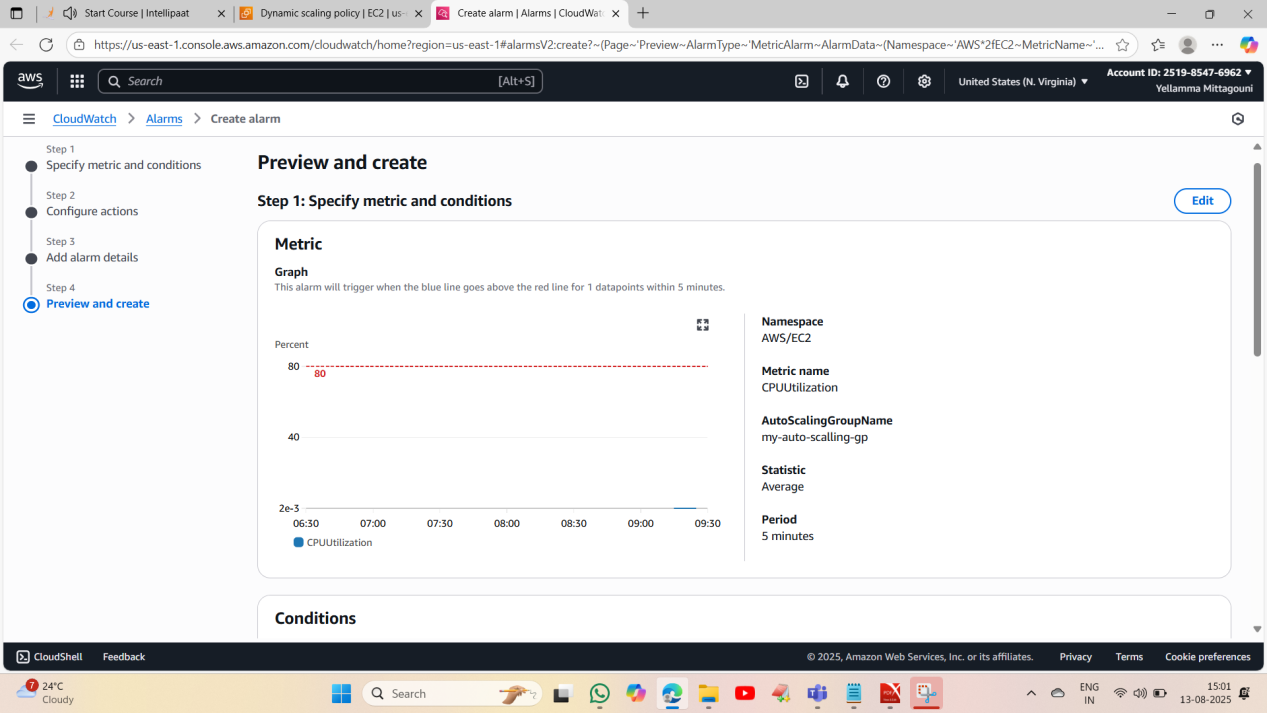 Start Course | Intellipaat
Dynamic scaling policy | EC2 | us-
Create alarm | Alarms | CloudWatc
https://us-east-1.console.aws.amazon.com/cloudwatch/home?region=us-east-1#alarmsV2:create?~(Page~'Preview~AlarmType~'MetricAlarm~AlarmData~(Namespace~'AWS*2fEC2~MetricName~'...
aws
Search [Alt+S]
United States (N. Virginia)
Account ID: 2519-8547-6962
Yellamma Mittagouni
CloudWatch > Alarms > Create alarm
Step 1
Specify metric and conditions
Step 2
Configure actions
Step 3
Add alarm details
Step 4
Preview and create
Preview and create
Step 1: Specify metric and conditions
Edit
Metric
Graph
This alarm will trigger when the blue line goes above the red line for 1 datapoints within 5 minutes.
Percent
80
80
40
2e-3
06:30 07:00 07:30 08:00 08:30 09:00 09:30
CPUUtilization
Namespace
AWS/EC2
Metric name
CPUUtilization
AutoScalingGroupName
my-auto-scalling-gp
Statistic
Average
Period
5 minutes
Conditions
CloudShell Feedback
© 2025, Amazon Web Services, Inc. or its affiliates. Privacy Terms Cookie preferences
7
24°C
Cloudy
Search
PDF
ENG
IN
15:01
13-08-2025